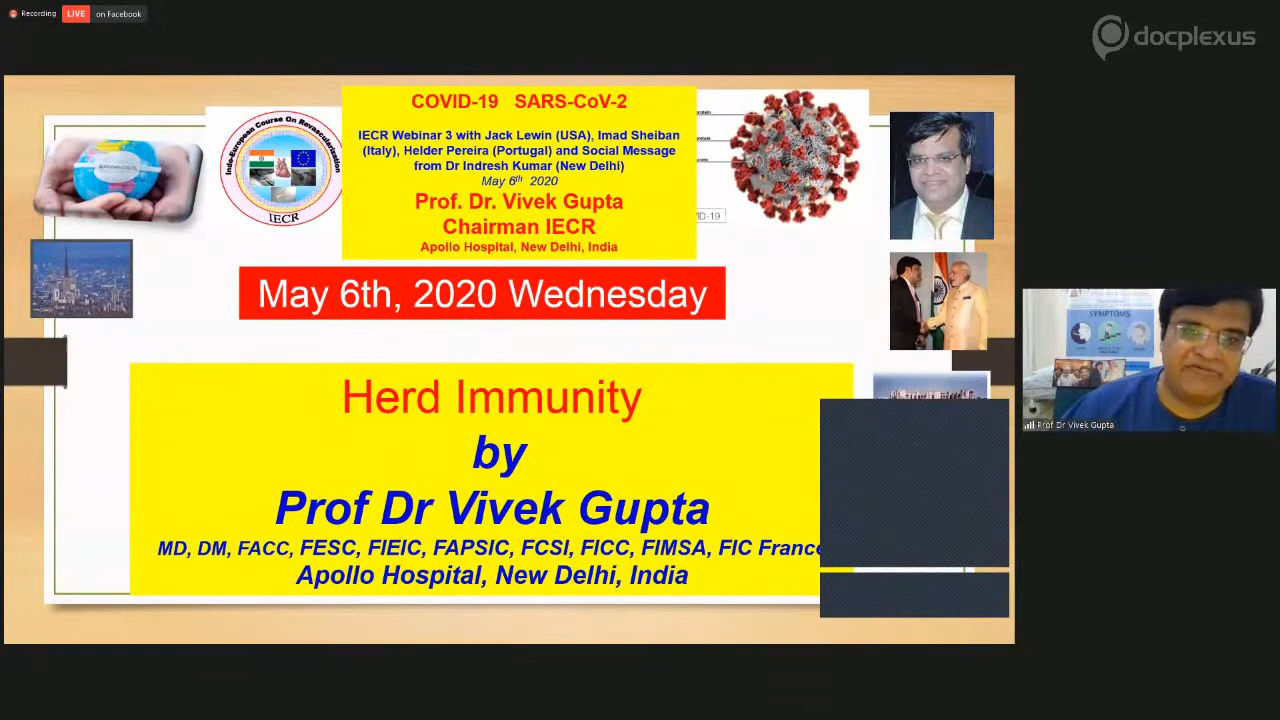 Recording
LIVE on Facebook
docplexus
COVID-19 SARS-CoV-2
IECR Webinar 3 with Jack Lewin (USA), Imad Sheiban
(Italy), Helder Pereira (Portugal) and Social Message
from Dr Indresh Kumar (New Delhi)
May 6th 2020
Prof. Dr. Vivek Gupta
Chairman IECR
Apollo Hospital, New Delhi, India
Indo-European Course On Revascularization
IECR
May 6th, 2020 Wednesday
Herd Immunity
by
Prof Dr Vivek Gupta
MD, DM, FACC, FESC, FIEIC, FAPSIC, FCSI, FICC, FIMSA, FIC France
Apollo Hospital, New Delhi, India
SYMPTOMS
Prof Dr Vivek Gupta